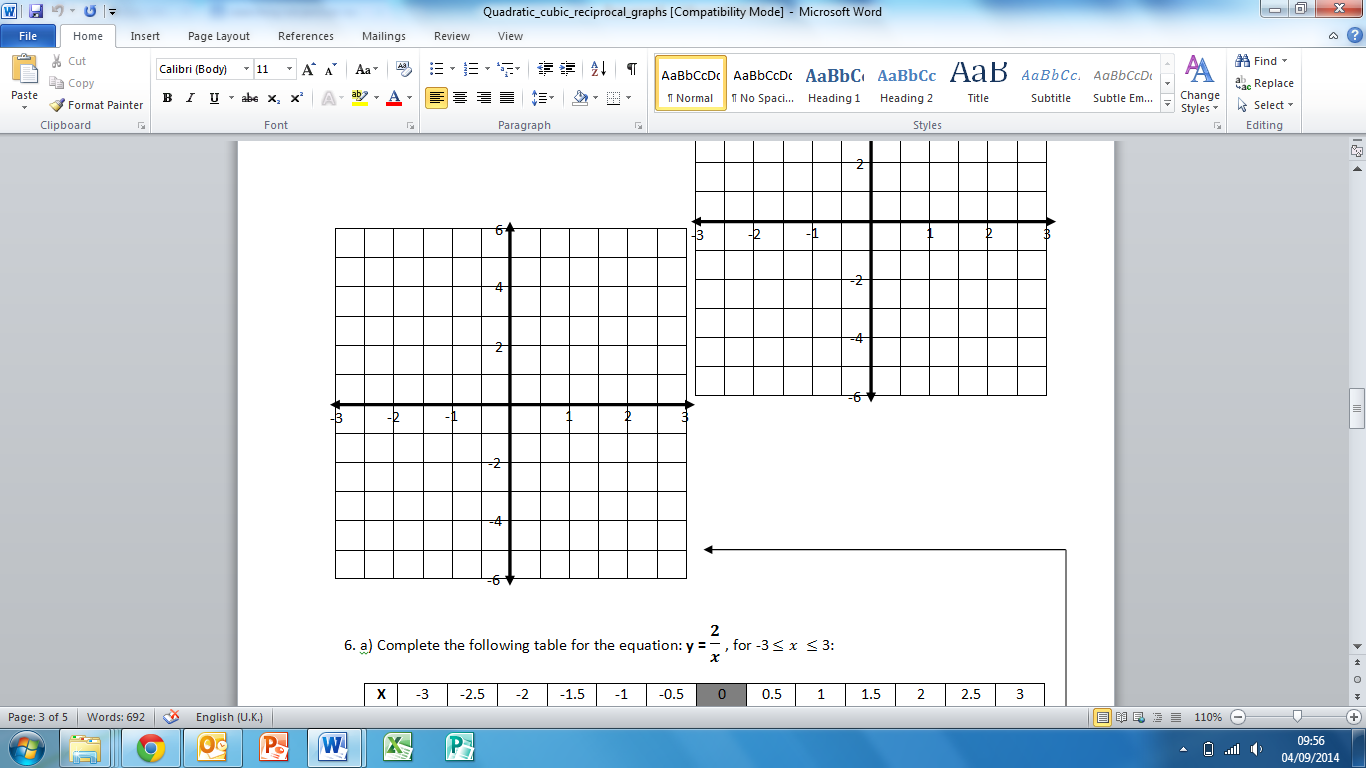 Quadratic_cubic_reciprocal_graphs [Compatibility Mode] - Microsoft Word
File Home Insert Page Layout References Mailings Review View
Paste
Cut
Copy
Format Painter
Clipboard
Calibri (Body) 11
Font
Paragraph
AaBbCcDc ¶ Normal
AaBbCcDc ¶ No Spaci...
AaBbC Heading 1
AaBbCc Heading 2
AaB Title
AaBbCc. Subtitle
AaBbCcDc Subtle Em...
Change Styles
Styles
Find
Replace
Select
Editing
2
-3 -2 -1 1 2 3
-2
-4
-6
6
4
2
-3 -2 -1 1 2 3
-2
-4
-6
6. a) Complete the following table for the equation: y = 2/x , for -3 ≤ x ≤ 3:
X -3 -2.5 -2 -1.5 -1 -0.5 0 0.5 1 1.5 2 2.5 3
Page: 3 of 5 Words: 692 English (U.K.) 110%
09:56
04/09/2014